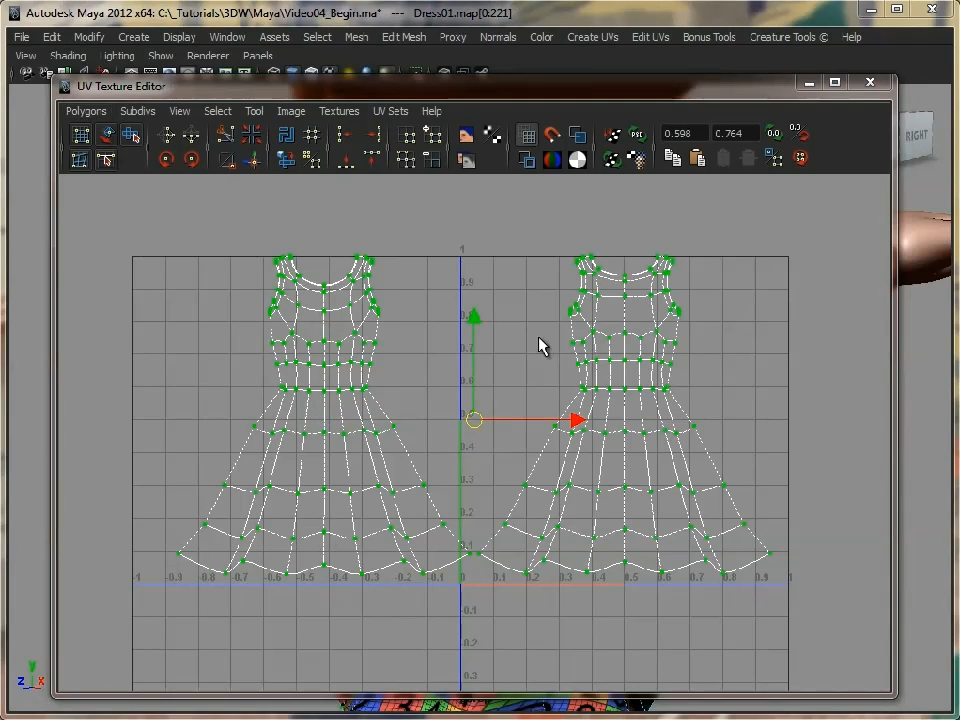 Autodesk Maya 2012 x64: C:\_Tutorials\3DW\Maya\Video04_Begin.ma* --- Dress01.map[0:221]
File Edit Modify Create Display Window Assets Select Mesh Edit Mesh Proxy Normals Color Create UVs Edit UVs Bonus Tools Creature Tools © Help
View Shading Lighting Show Renderer Panels
UV Texture Editor
Polygons Subdivs View Select Tool Image Textures UV Sets Help
0.598 0.764 0.0 0.
PSC
RIGHT
1
0.9
0.7
0.6
0.4
0.3
0.2
-1 -0.9 -0.8 -0.7 -0.6 -0.5 -0.4 -0.3 -0.2 -0.1 0 0.1 0.2 0.3 0.4 0.5 0.6 0.7 0.8 0.9 1
-0.1
-0.2
0.3
y
z x